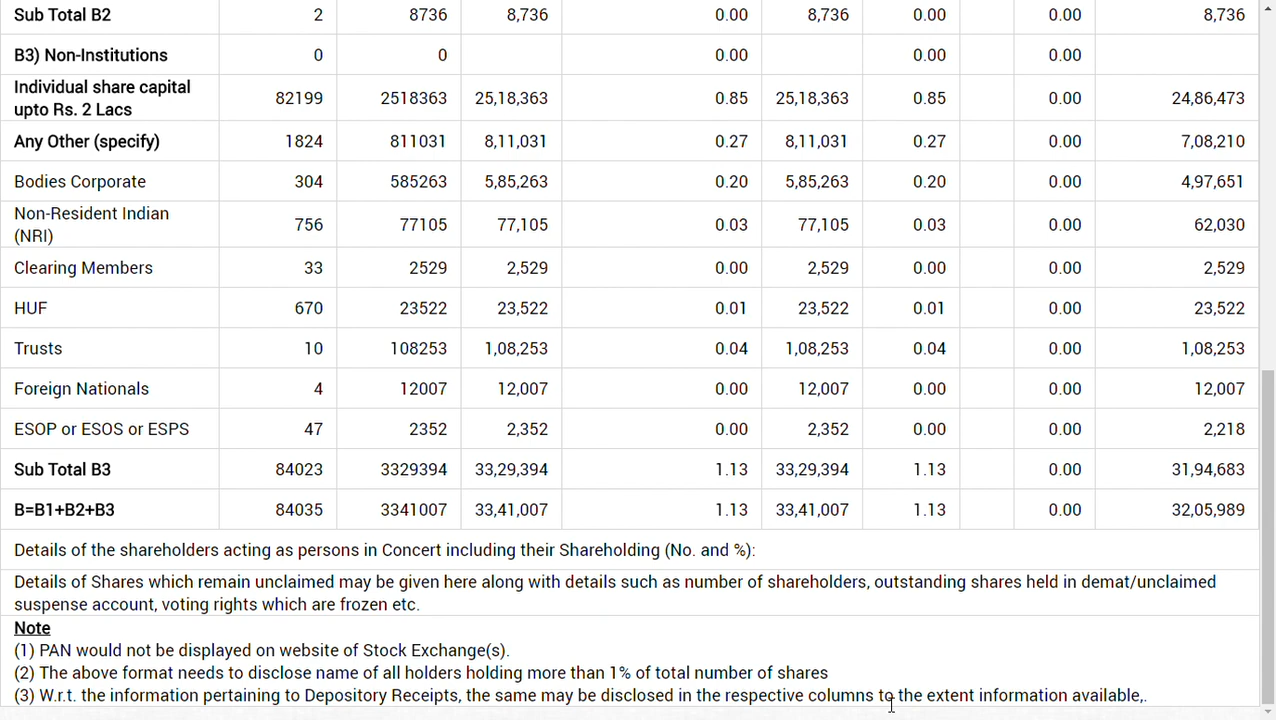 Sub Total B2 2 8736 8,736 0.00 8,736 0.00 0.00 8,736
B3) Non-Institutions 0 0 0.00 0.00 0.00
Individual share capital
upto Rs. 2 Lacs 82199 2518363 25,18,363 0.85 25,18,363 0.85 0.00 24,86,473
Any Other (specify) 1824 811031 8,11,031 0.27 8,11,031 0.27 0.00 7,08,210
Bodies Corporate 304 585263 5,85,263 0.20 5,85,263 0.20 0.00 4,97,651
Non-Resident Indian
(NRI) 756 77105 77,105 0.03 77,105 0.03 0.00 62,030
Clearing Members 33 2529 2,529 0.00 2,529 0.00 0.00 2,529
HUF 670 23522 23,522 0.01 23,522 0.01 0.00 23,522
Trusts 10 108253 1,08,253 0.04 1,08,253 0.04 0.00 1,08,253
Foreign Nationals 4 12007 12,007 0.00 12,007 0.00 0.00 12,007
ESOP or ESOS or ESPS 47 2352 2,352 0.00 2,352 0.00 0.00 2,218
Sub Total B3 84023 3329394 33,29,394 1.13 33,29,394 1.13 0.00 31,94,683
B=B1+B2+B3 84035 3341007 33,41,007 1.13 33,41,007 1.13 0.00 32,05,989
Details of the shareholders acting as persons in Concert including their Shareholding (No. and %):
Details of Shares which remain unclaimed may be given here along with details such as number of shareholders, outstanding shares held in demat/unclaimed
suspense account, voting rights which are frozen etc.
Note
(1) PAN would not be displayed on website of Stock Exchange(s).
(2) The above format needs to disclose name of all holders holding more than 1% of total number of shares
(3) W.r.t. the information pertaining to Depository Receipts, the same may be disclosed in the respective columns to the extent information available,.